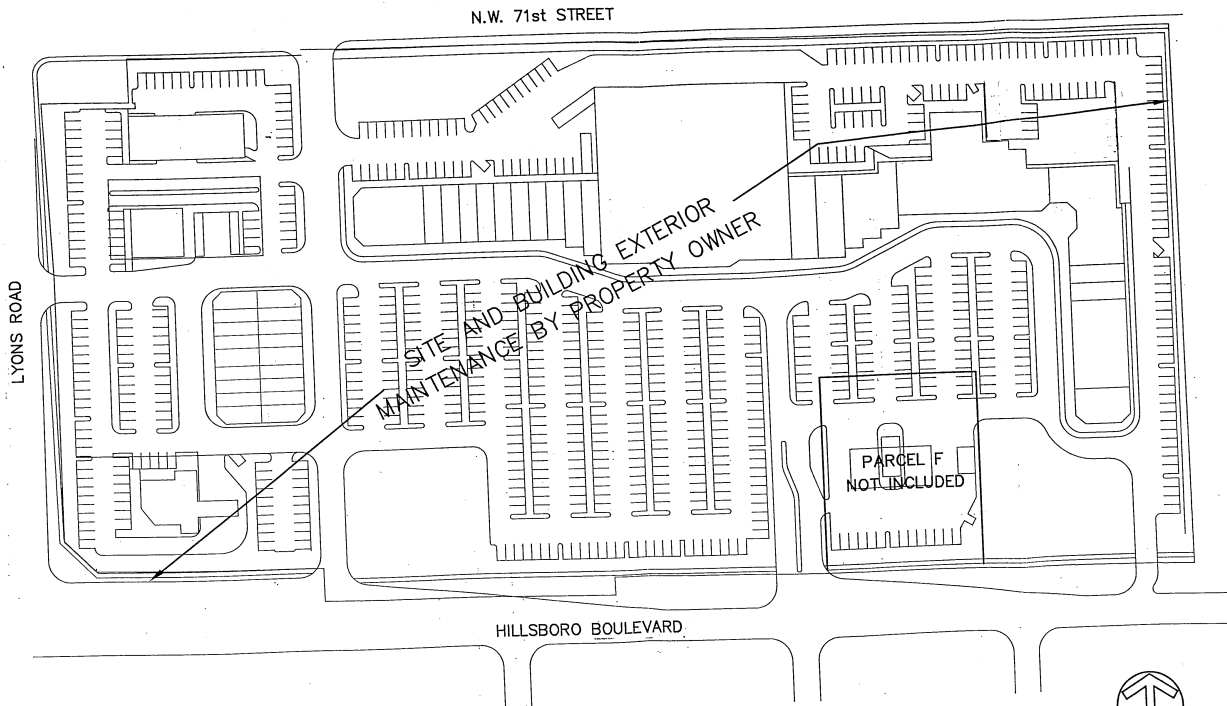 N.W. 71st STREET
LYONS ROAD
SITE AND BUILDING EXTERIOR
MAINTENANCE BY PROPERTY OWNER
PARCEL F
NOT INCLUDED
HILLSBORO BOULEVARD